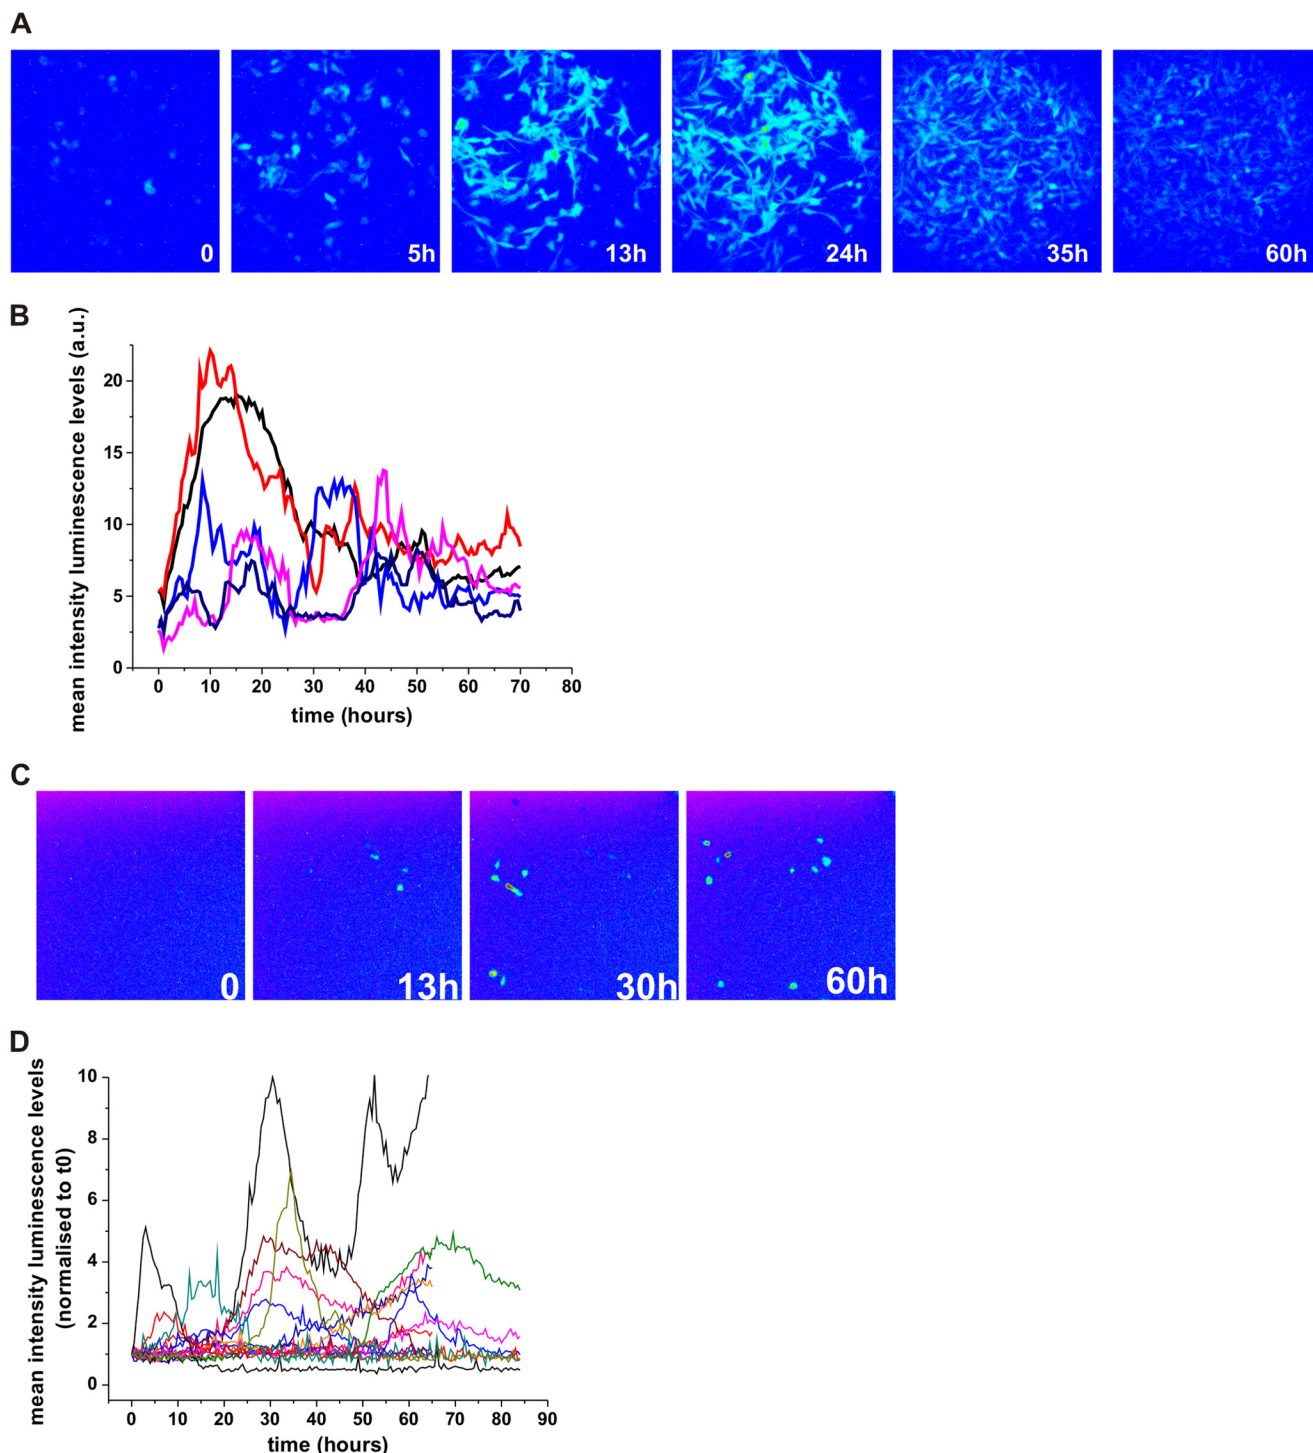 A
0 5h 13h 24h 35h 60h
B
mean intensity luminescence levels (a.u.)
20
15
10
5
0
0 10 20 30 40 50 60 70 80
time (hours)
C
0 13h 30h 60h
D
mean intensity luminescence levels
(normalised to t0)
10
8
6
4
2
0
0 10 20 30 40 50 60 70 80 90
time (hours)